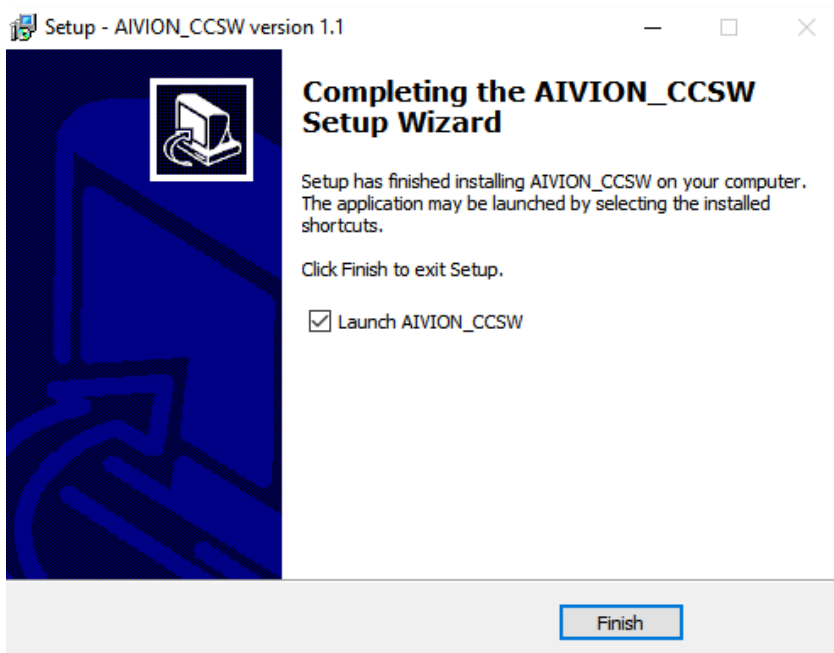 Setup - AIVION_CCSW version 1.1
Completing the AIVION_CCSW
Setup Wizard
Setup has finished installing AIVION_CCSW on your computer.
The application may be launched by selecting the installed
shortcuts.
Click Finish to exit Setup.
Launch AIVION_CCSW
Finish